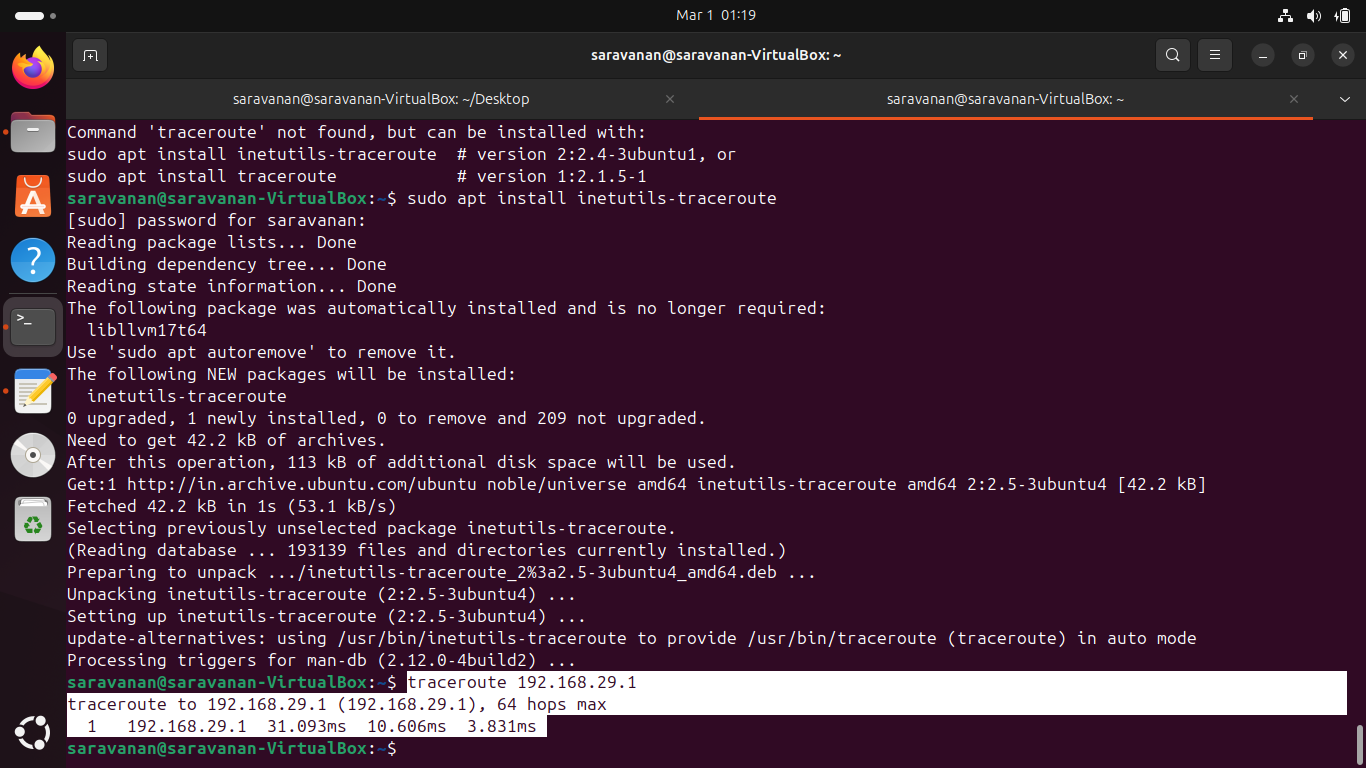 Mar 1 01:19
saravanan@saravanan-VirtualBox: ~
saravanan@saravanan-VirtualBox: ~/Desktop
saravanan@saravanan-VirtualBox: ~
Command 'traceroute' not found, but can be installed with:
sudo apt install inetutils-traceroute  # version 2:2.4-3ubuntu1, or
sudo apt install traceroute            # version 1:2.1.5-1
saravanan@saravanan-VirtualBox:~$ sudo apt install inetutils-traceroute
[sudo] password for saravanan:
Reading package lists... Done
Building dependency tree... Done
Reading state information... Done
The following package was automatically installed and is no longer required:
  libllvm17t64
Use 'sudo apt autoremove' to remove it.
The following NEW packages will be installed:
  inetutils-traceroute
0 upgraded, 1 newly installed, 0 to remove and 209 not upgraded.
Need to get 42.2 kB of archives.
After this operation, 113 kB of additional disk space will be used.
Get:1 http://in.archive.ubuntu.com/ubuntu noble/universe amd64 inetutils-traceroute amd64 2:2.5-3ubuntu4 [42.2 kB]
Fetched 42.2 kB in 1s (53.1 kB/s)
Selecting previously unselected package inetutils-traceroute.
(Reading database ... 193139 files and directories currently installed.)
Preparing to unpack .../inetutils-traceroute_2%3a2.5-3ubuntu4_amd64.deb ...
Unpacking inetutils-traceroute (2:2.5-3ubuntu4) ...
Setting up inetutils-traceroute (2:2.5-3ubuntu4) ...
update-alternatives: using /usr/bin/inetutils-traceroute to provide /usr/bin/traceroute (traceroute) in auto mode
Processing triggers for man-db (2.12.0-4build2) ...
saravanan@saravanan-VirtualBox:~$ traceroute 192.168.29.1
traceroute to 192.168.29.1 (192.168.29.1), 64 hops max
  1   192.168.29.1  31.093ms  10.606ms  3.831ms
saravanan@saravanan-VirtualBox:~$